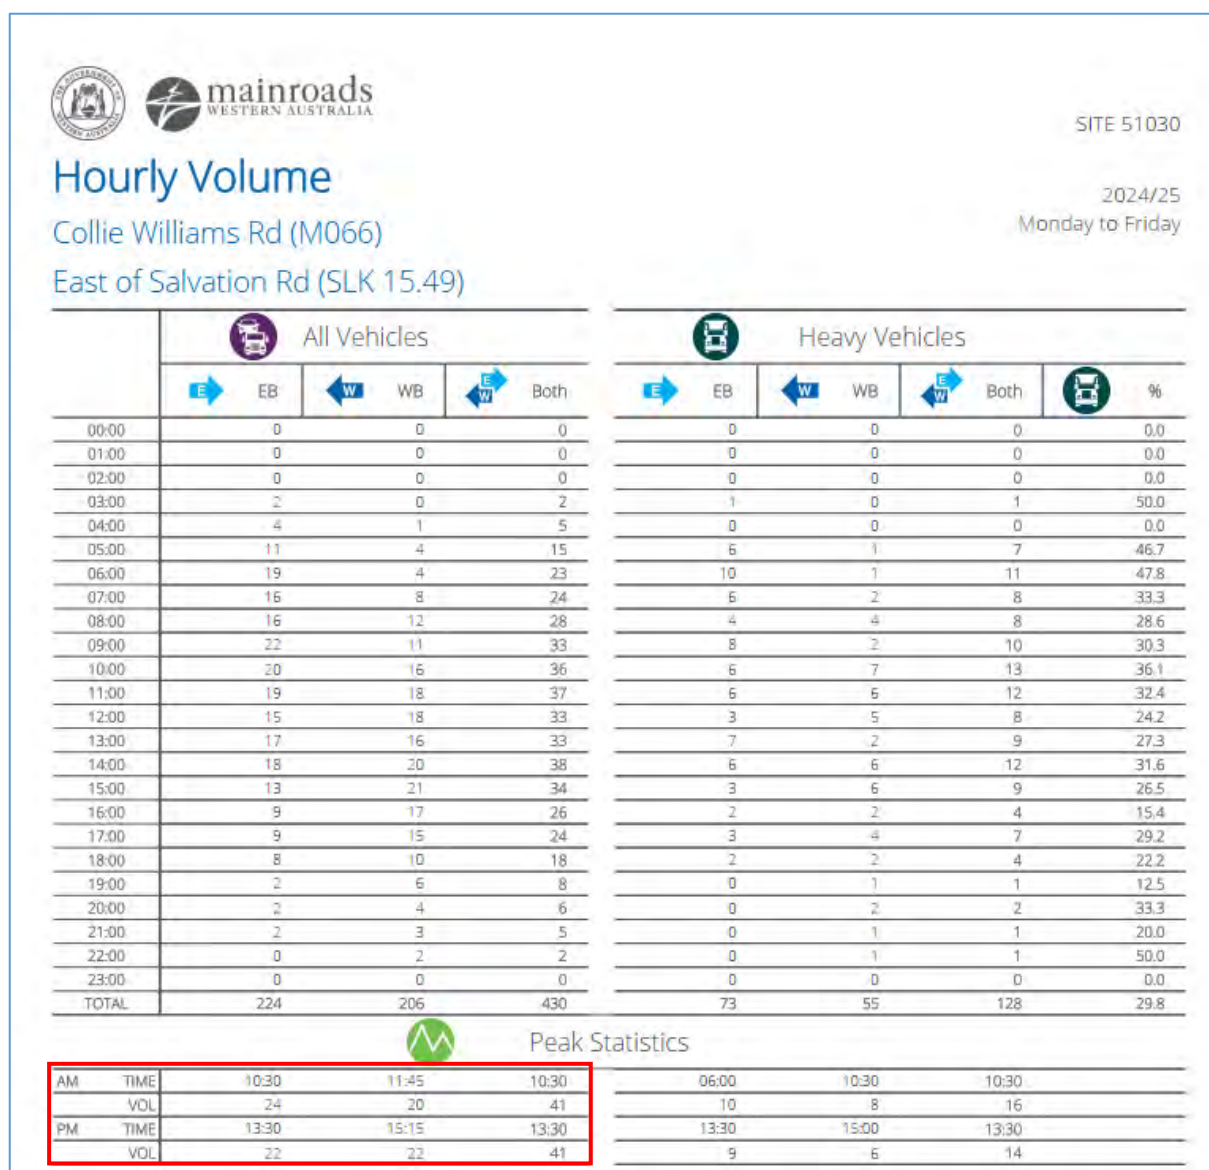 THE GOVERNMENT OF
WESTERN AUSTRALIA
mainroads
WESTERN AUSTRALIA
SITE 51030
Hourly Volume
2024/25
Collie Williams Rd (M066)
Monday to Friday
East of Salvation Rd (SLK 15.49)
All Vehicles Heavy Vehicles
E EB W WB E W Both E EB W WB E W Both %
00:00 0 0 0 0 0 0 0.0
01:00 0 0 0 0 0 0 0.0
02:00 0 0 0 0 0 0 0.0
03:00 2 0 2 1 0 1 50.0
04:00 4 1 5 0 0 0 0.0
05:00 11 4 15 6 1 7 46.7
06:00 19 4 23 10 1 11 47.8
07:00 16 8 24 6 2 8 33.3
08:00 16 12 28 4 4 8 28.6
09:00 22 11 33 8 2 10 30.3
10:00 20 16 36 6 7 13 36.1
11:00 19 18 37 6 6 12 32.4
12:00 15 18 33 3 5 8 24.2
13:00 17 16 33 7 2 9 27.3
14:00 18 20 38 6 6 12 31.6
15:00 13 21 34 3 6 9 26.5
16:00 9 17 26 2 2 4 15.4
17:00 9 15 24 3 4 7 29.2
18:00 8 10 18 2 2 4 22.2
19:00 2 6 8 0 1 1 12.5
20:00 2 4 6 0 2 2 33.3
21:00 2 3 5 0 1 1 20.0
22:00 0 2 2 0 1 1 50.0
23:00 0 0 0 0 0 0 0.0
TOTAL 224 206 430 73 55 128 29.8
Peak Statistics
AM TIME 10:30 11:45 10:30 06:00 10:30 10:30
VOL 24 20 41 10 8 16
PM TIME 13:30 15:15 13:30 13:30 15:00 13:30
VOL 22 22 41 9 6 14